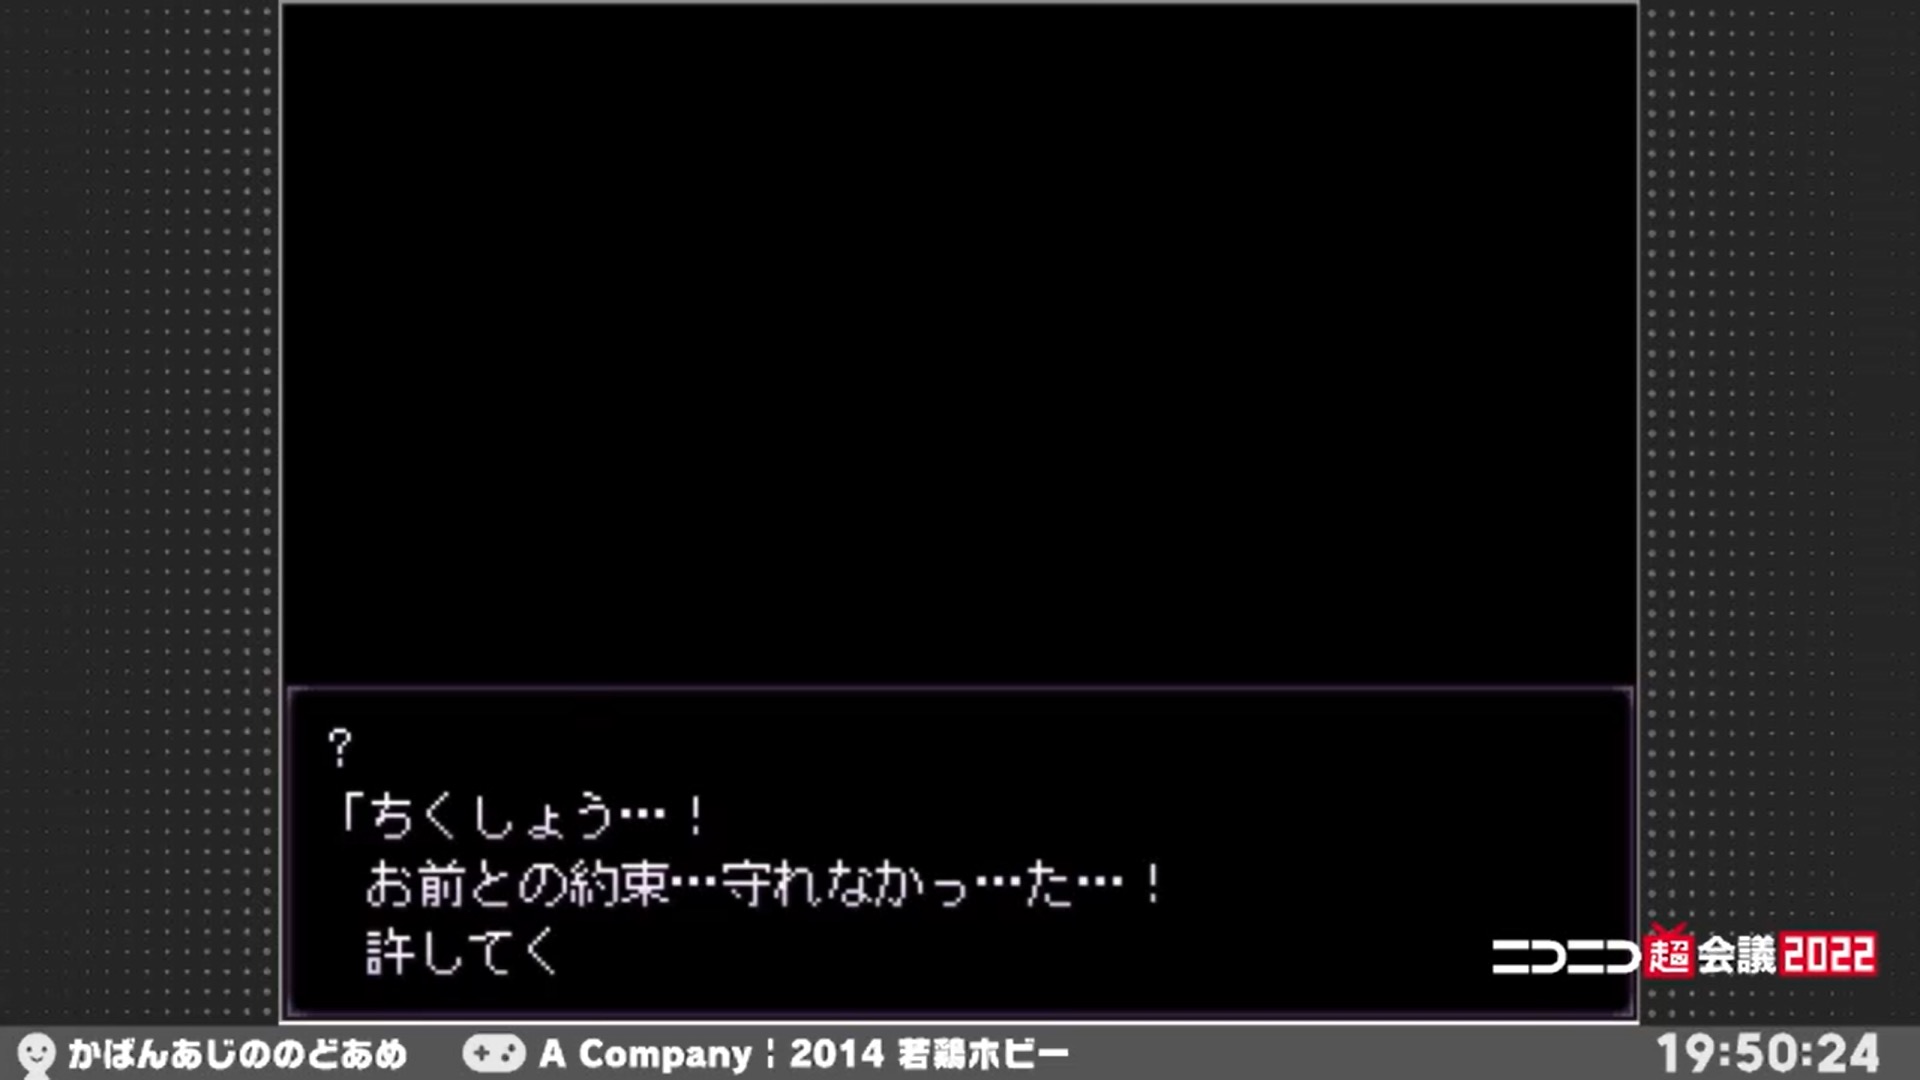 ?
「ちくしょう…!
お前との約束…守れなかっ…た…!
許してく
ニコニコ超会議2022
かばんあじののどあめ
A Company ¦ 2014 若鶏ホビー
19:50:24